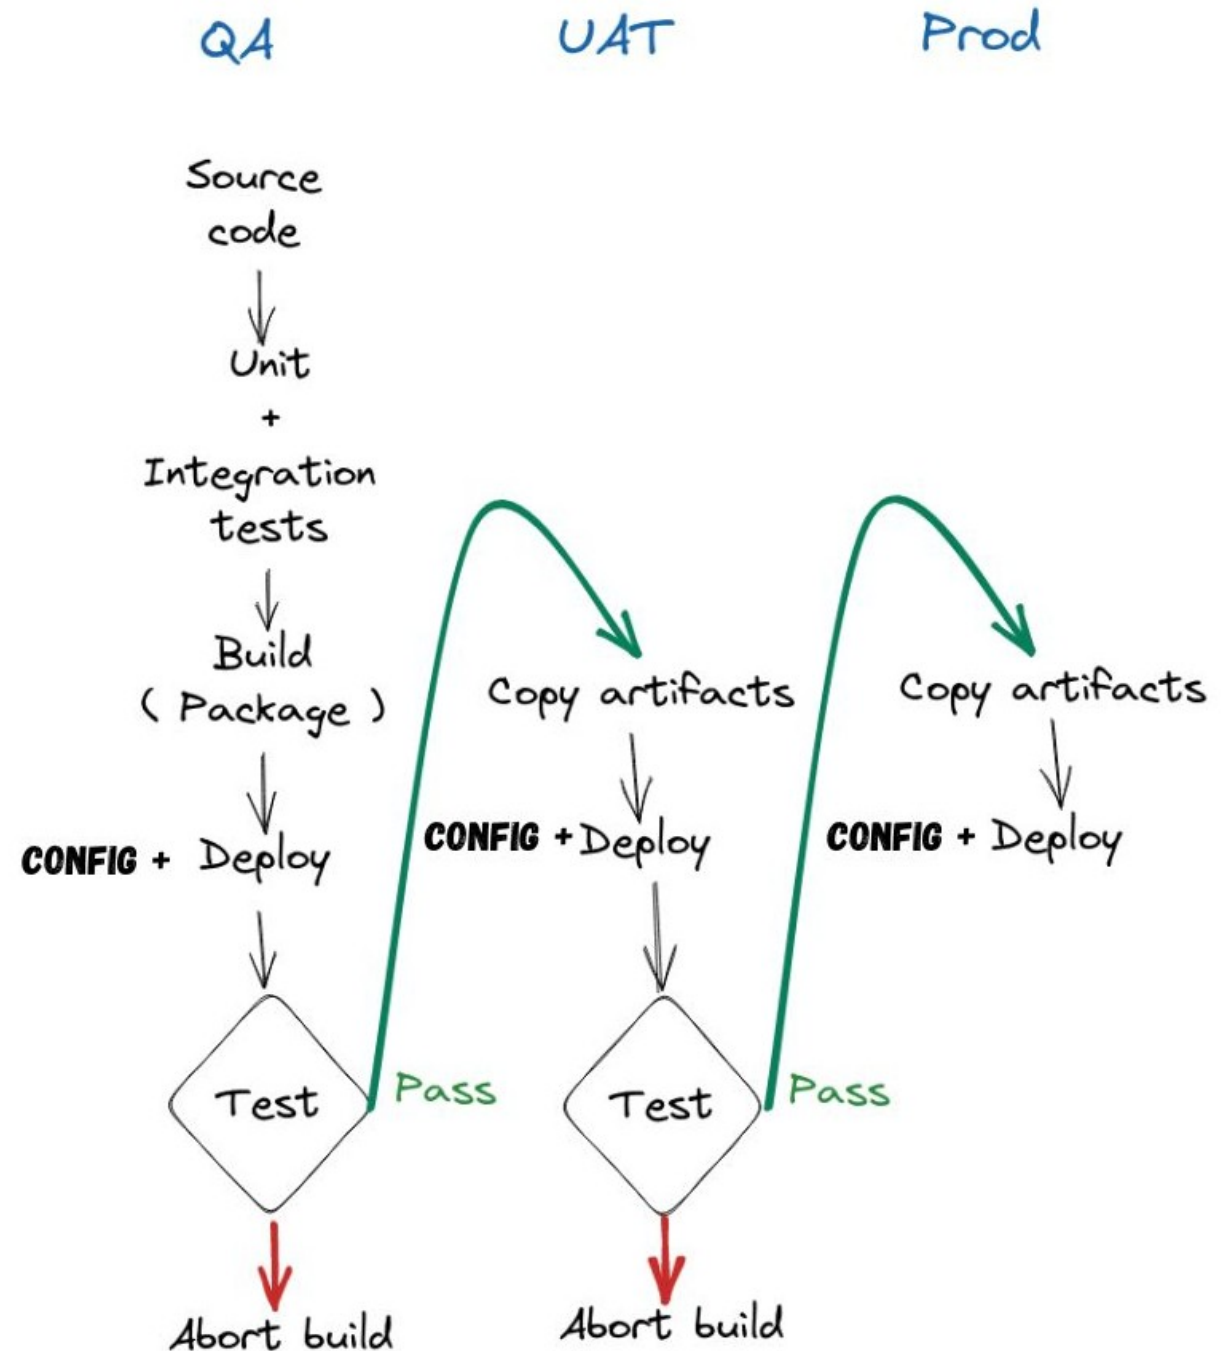 QA
UAT
Prod
Source
code
Unit
+
Integration
tests
Build
( Package )
CONFIG + Deploy
Test
Pass
Abort build
Copy artifacts
CONFIG + Deploy
Test
Pass
Abort build
Copy artifacts
CONFIG + Deploy